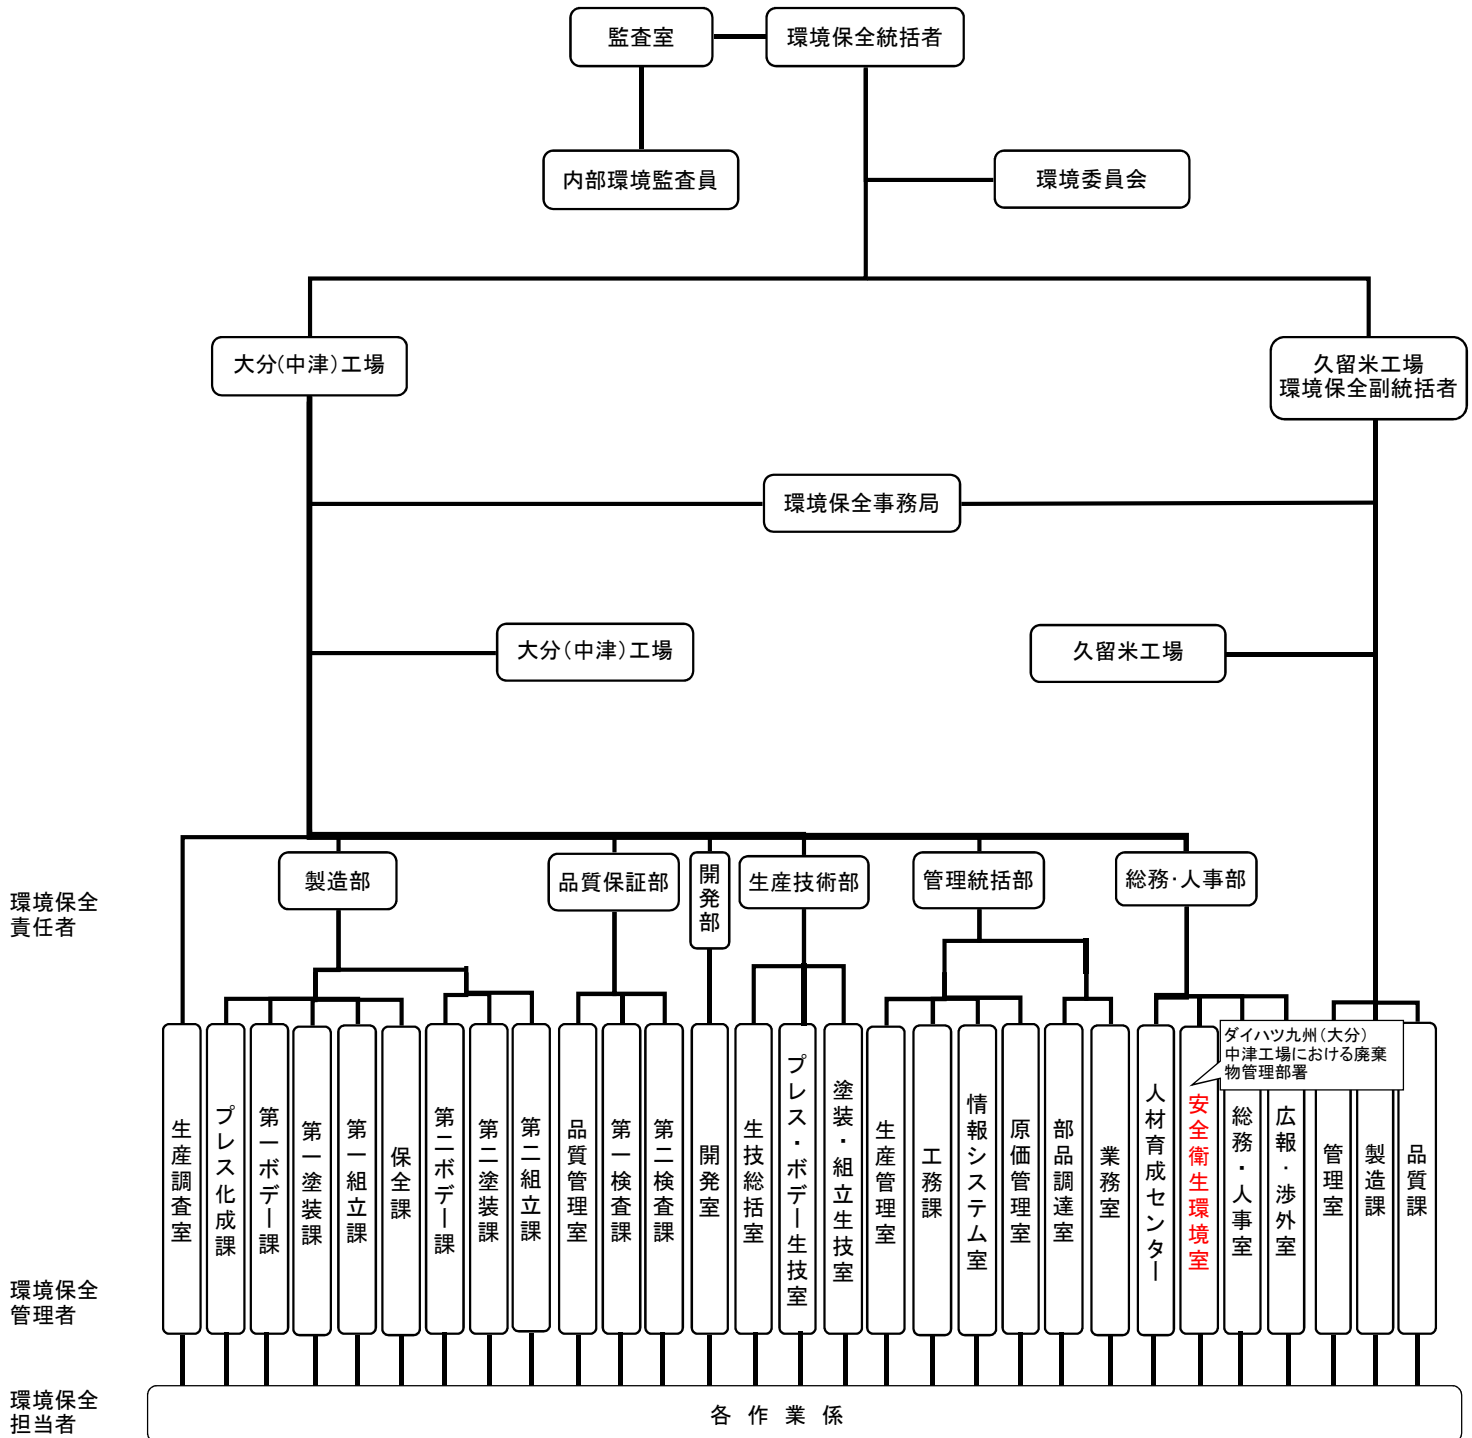 監査室
環境保全統括者
内部環境監査員
環境委員会
大分(中津)工場
久留米工場
環境保全副統括者
環境保全事務局
大分(中津)工場
久留米工場
環境保全
責任者
製造部
品質保証部
開発部
生産技術部
管理統括部
総務・人事部
ダイハツ九州(大分)
中津工場における廃棄
物管理部署
環境保全
管理者
生産調査室
プレス化成課
第一ボデー課
第一塗装課
第一組立課
保全課
第二ボデー課
第二塗装課
第二組立課
品質管理室
第一検査課
第二検査課
開発室
生技総括室
プレス・ボデー生技室
塗装・組立生技室
生産管理室
工務課
情報システム室
原価管理室
部品調達室
業務室
人材育成センター
安全衛生環境室
総務・人事室
広報・渉外室
管理室
製造課
品質課
環境保全
担当者
各作業係